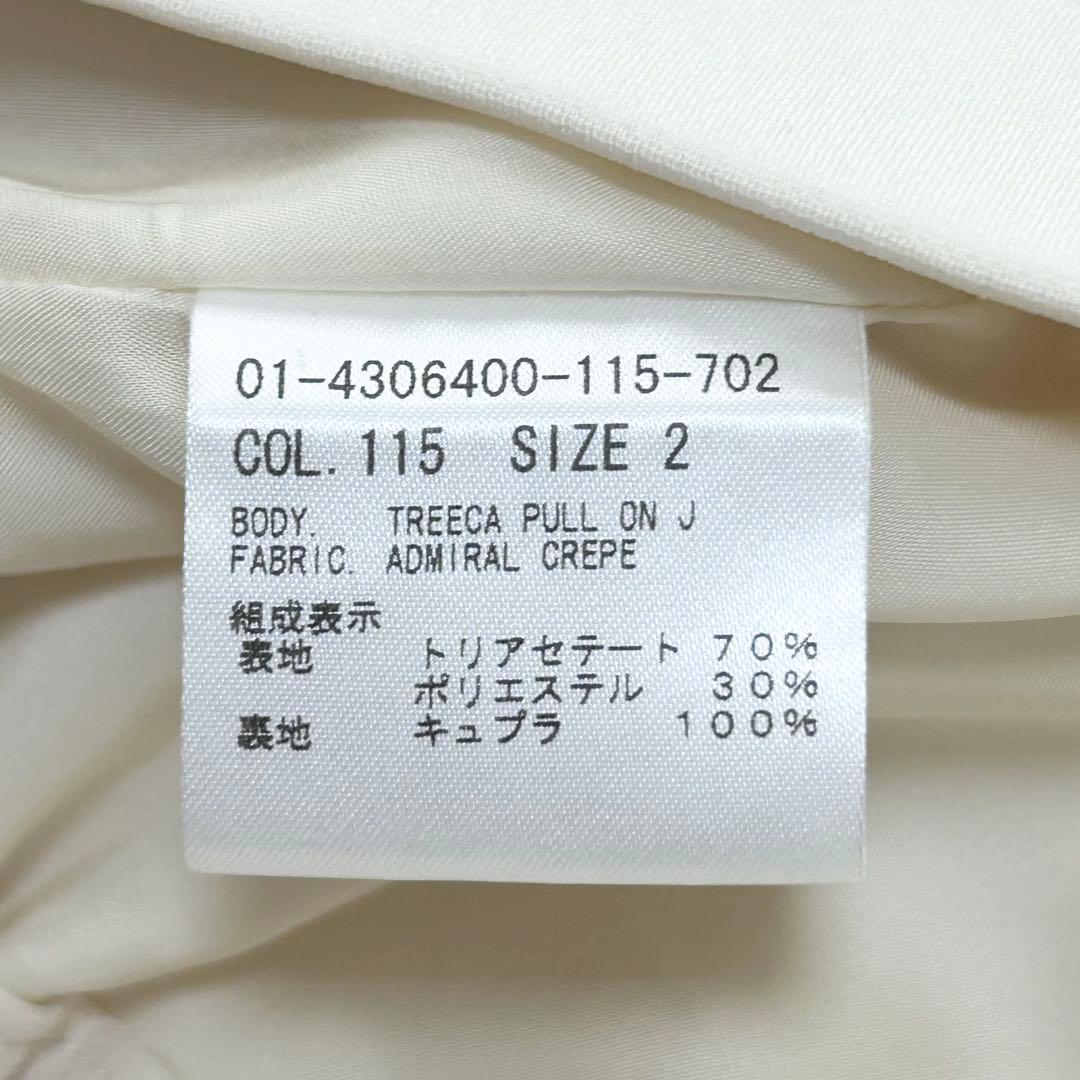 01-4306400-115-702
COL. 115 SIZE 2
BODY. TREECA PULL ON J
FABRIC. ADMIRAL CREPE
組成表示
表地 トリアセテート 70%
ポリエステル 30%
裏地 キュプラ 100%